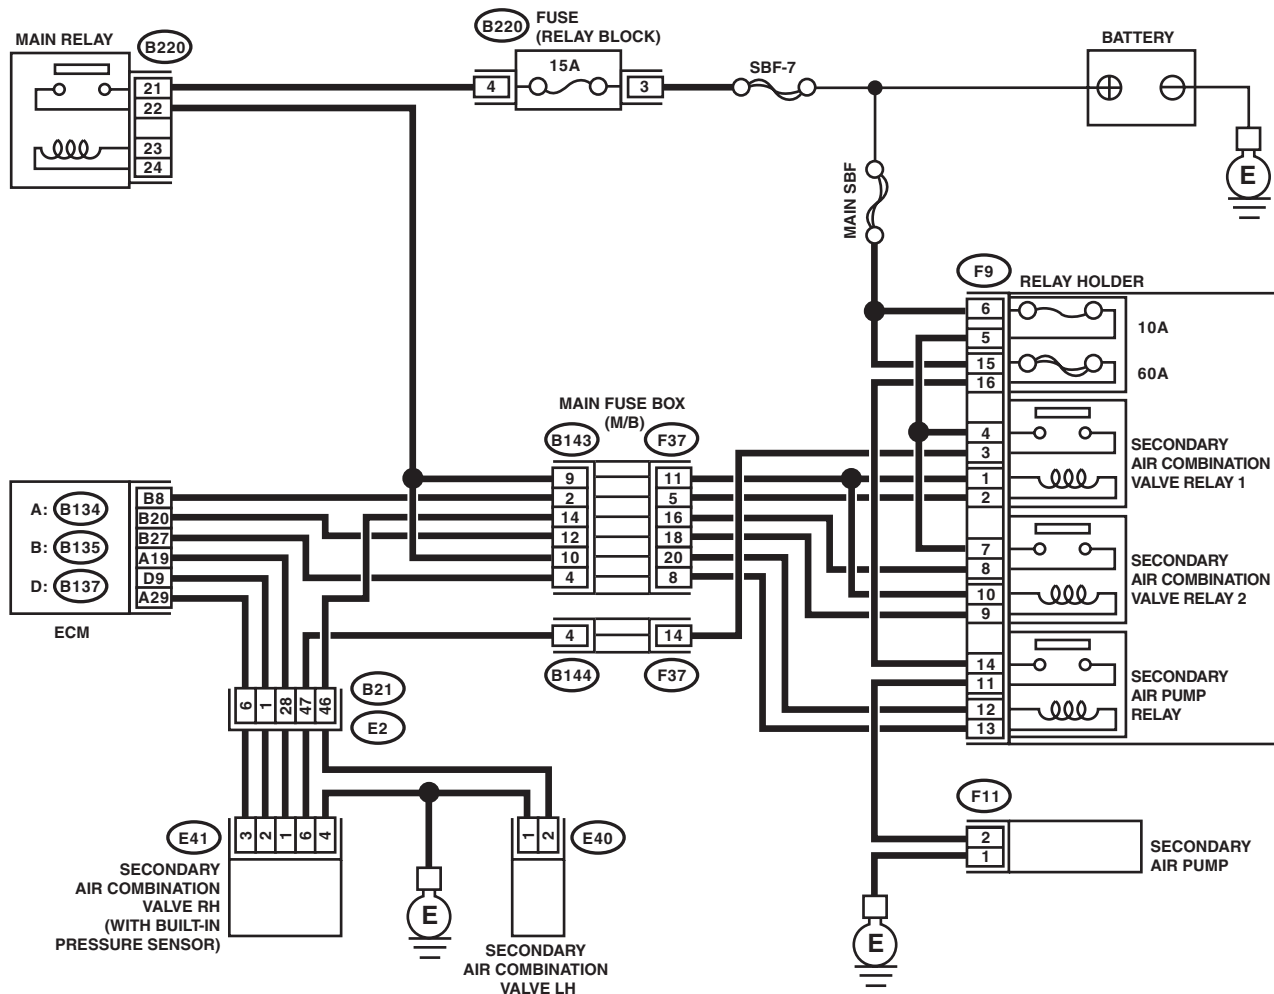 MAIN RELAY
B220
21
22
23
24
B220
FUSE
(RELAY BLOCK)
15A
4
3
SBF-7
BATTERY
E
MAIN SBF
F9
RELAY HOLDER
6
5
15
16
10A
60A
4
3
1
2
SECONDARY
AIR COMBINATION
VALVE RELAY 1
7
8
10
9
SECONDARY
AIR COMBINATION
VALVE RELAY 2
14
11
12
13
SECONDARY
AIR PUMP
RELAY
MAIN FUSE BOX
(M/B)
B143
F37
9
11
2
5
14
16
12
18
10
20
4
8
4
14
B144
F37
A: B134
B: B135
D: B137
B8
B20
B27
A19
D9
A29
ECM
6
1
28
47
46
B21
E2
E41
3
2
1
6
4
SECONDARY
AIR COMBINATION
VALVE RH
(WITH BUILT-IN
PRESSURE SENSOR)
E
1
2
E40
SECONDARY
AIR COMBINATION
VALVE LH
F11
2
1
SECONDARY
AIR PUMP
E